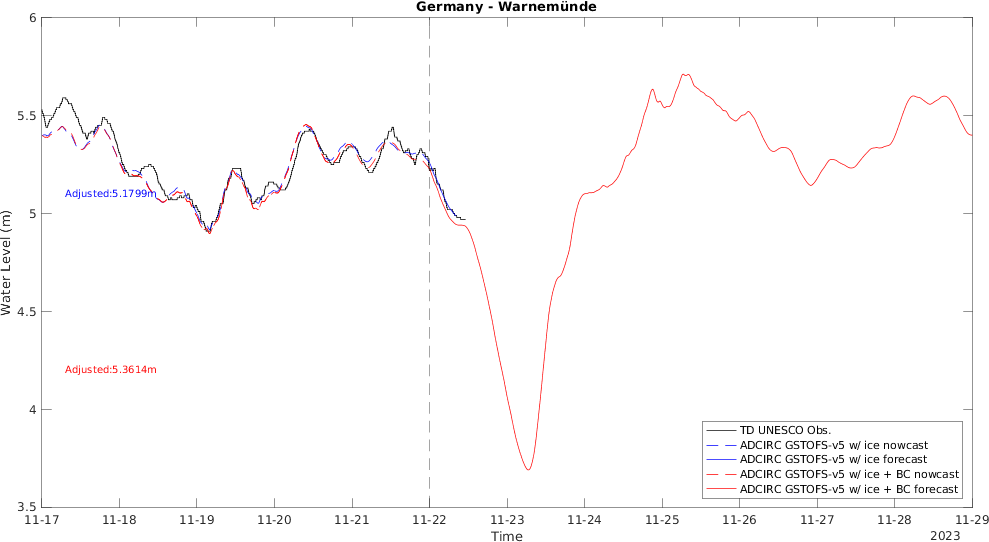 Germany - Warnemünde
Water Level (m)
6
5.5
5
4.5
4
3.5
Adjusted:5.1799m
Adjusted:5.3614m
TD UNESCO Obs.
ADCIRC GSTOFS-v5 w/ ice nowcast
ADCIRC GSTOFS-v5 w/ ice forecast
ADCIRC GSTOFS-v5 w/ ice + BC nowcast
ADCIRC GSTOFS-v5 w/ ice + BC forecast
11-17 11-18 11-19 11-20 11-21 11-22 11-23 11-24 11-25 11-26 11-27 11-28 11-29
Time
2023